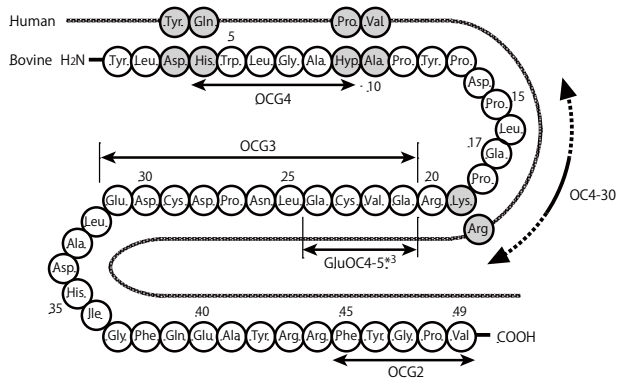 Human Tyr. Gln. Pro. Val
5
Bovine H2N Tyr. Leu. Asp. His. Trp. Leu. Gly. Ala. Hyp. Ala. Pro. Tyr. Pro.
OCG4 10
Asp.
Pro. 15
Leu.
17 Gla.
Pro.
OC4-30
OCG3
30 25 20
Glu. Asp. Cys. Asp. Pro. Asn. Leu. Gla. Cys. Val. Gla. Arg. Lys.
Arg
Leu.
Ala.
Asp.
His.
35 Ile.
GluOC4-5*3
40 45 49
Gly. Phe. Gln. Glu. Ala Tyr. Arg. Arg. Phe. Tyr. Gly. Pro. Val COOH
OCG2